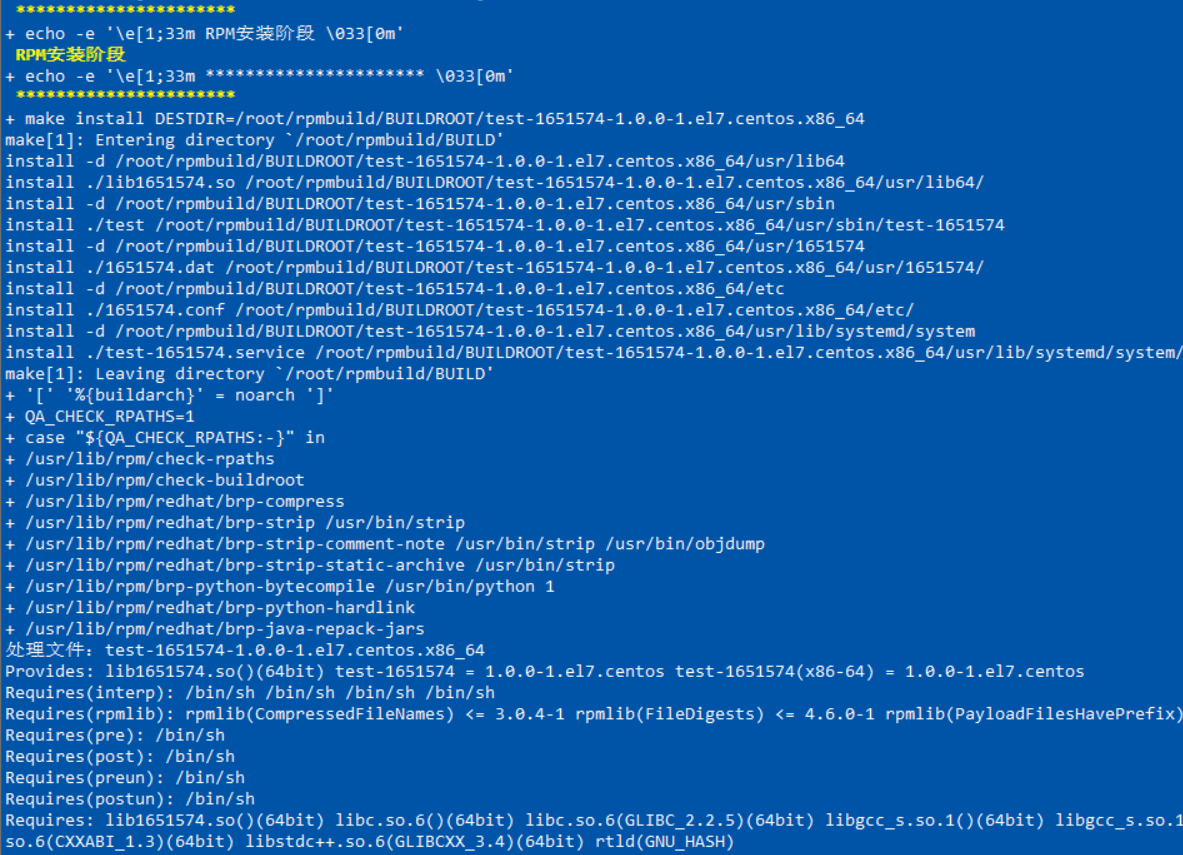 **********************
+ echo -e '\e[1;33m RPM安装阶段 \033[0m'
RPM安装阶段
+ echo -e '\e[1;33m ********************** \033[0m'
**********************
+ make install DESTDIR=/root/rpmbuild/BUILDROOT/test-1651574-1.0.0-1.el7.centos.x86_64
make[1]: Entering directory `/root/rpmbuild/BUILD'
install -d /root/rpmbuild/BUILDROOT/test-1651574-1.0.0-1.el7.centos.x86_64/usr/lib64
install ./lib1651574.so /root/rpmbuild/BUILDROOT/test-1651574-1.0.0-1.el7.centos.x86_64/usr/lib64/
install -d /root/rpmbuild/BUILDROOT/test-1651574-1.0.0-1.el7.centos.x86_64/usr/sbin
install ./test /root/rpmbuild/BUILDROOT/test-1651574-1.0.0-1.el7.centos.x86_64/usr/sbin/test-1651574
install -d /root/rpmbuild/BUILDROOT/test-1651574-1.0.0-1.el7.centos.x86_64/usr/1651574
install ./1651574.dat /root/rpmbuild/BUILDROOT/test-1651574-1.0.0-1.el7.centos.x86_64/usr/1651574/
install -d /root/rpmbuild/BUILDROOT/test-1651574-1.0.0-1.el7.centos.x86_64/etc
install ./1651574.conf /root/rpmbuild/BUILDROOT/test-1651574-1.0.0-1.el7.centos.x86_64/etc/
install -d /root/rpmbuild/BUILDROOT/test-1651574-1.0.0-1.el7.centos.x86_64/usr/lib/systemd/system
install ./test-1651574.service /root/rpmbuild/BUILDROOT/test-1651574-1.0.0-1.el7.centos.x86_64/usr/lib/systemd/system/
make[1]: Leaving directory `/root/rpmbuild/BUILD'
+ '[' '%{buildarch}' = noarch ']'
+ QA_CHECK_RPATHS=1
+ case "${QA_CHECK_RPATHS:-}" in
+ /usr/lib/rpm/check-rpaths
+ /usr/lib/rpm/check-buildroot
+ /usr/lib/rpm/redhat/brp-compress
+ /usr/lib/rpm/redhat/brp-strip /usr/bin/strip
+ /usr/lib/rpm/redhat/brp-strip-comment-note /usr/bin/strip /usr/bin/objdump
+ /usr/lib/rpm/redhat/brp-strip-static-archive /usr/bin/strip
+ /usr/lib/rpm/brp-python-bytecompile /usr/bin/python 1
+ /usr/lib/rpm/redhat/brp-python-hardlink
+ /usr/lib/rpm/redhat/brp-java-repack-jars
处理文件：test-1651574-1.0.0-1.el7.centos.x86_64
Provides: lib1651574.so()(64bit) test-1651574 = 1.0.0-1.el7.centos test-1651574(x86-64) = 1.0.0-1.el7.centos
Requires(interp): /bin/sh /bin/sh /bin/sh /bin/sh
Requires(rpmlib): rpmlib(CompressedFileNames) <= 3.0.4-1 rpmlib(FileDigests) <= 4.6.0-1 rpmlib(PayloadFilesHavePrefix)
Requires(pre): /bin/sh
Requires(post): /bin/sh
Requires(preun): /bin/sh
Requires(postun): /bin/sh
Requires: lib1651574.so()(64bit) libc.so.6()(64bit) libc.so.6(GLIBC_2.2.5)(64bit) libgcc_s.so.1()(64bit) libgcc_s.so.1
so.6(CXXABI_1.3)(64bit) libstdc++.so.6(GLIBCXX_3.4)(64bit) rtld(GNU_HASH)